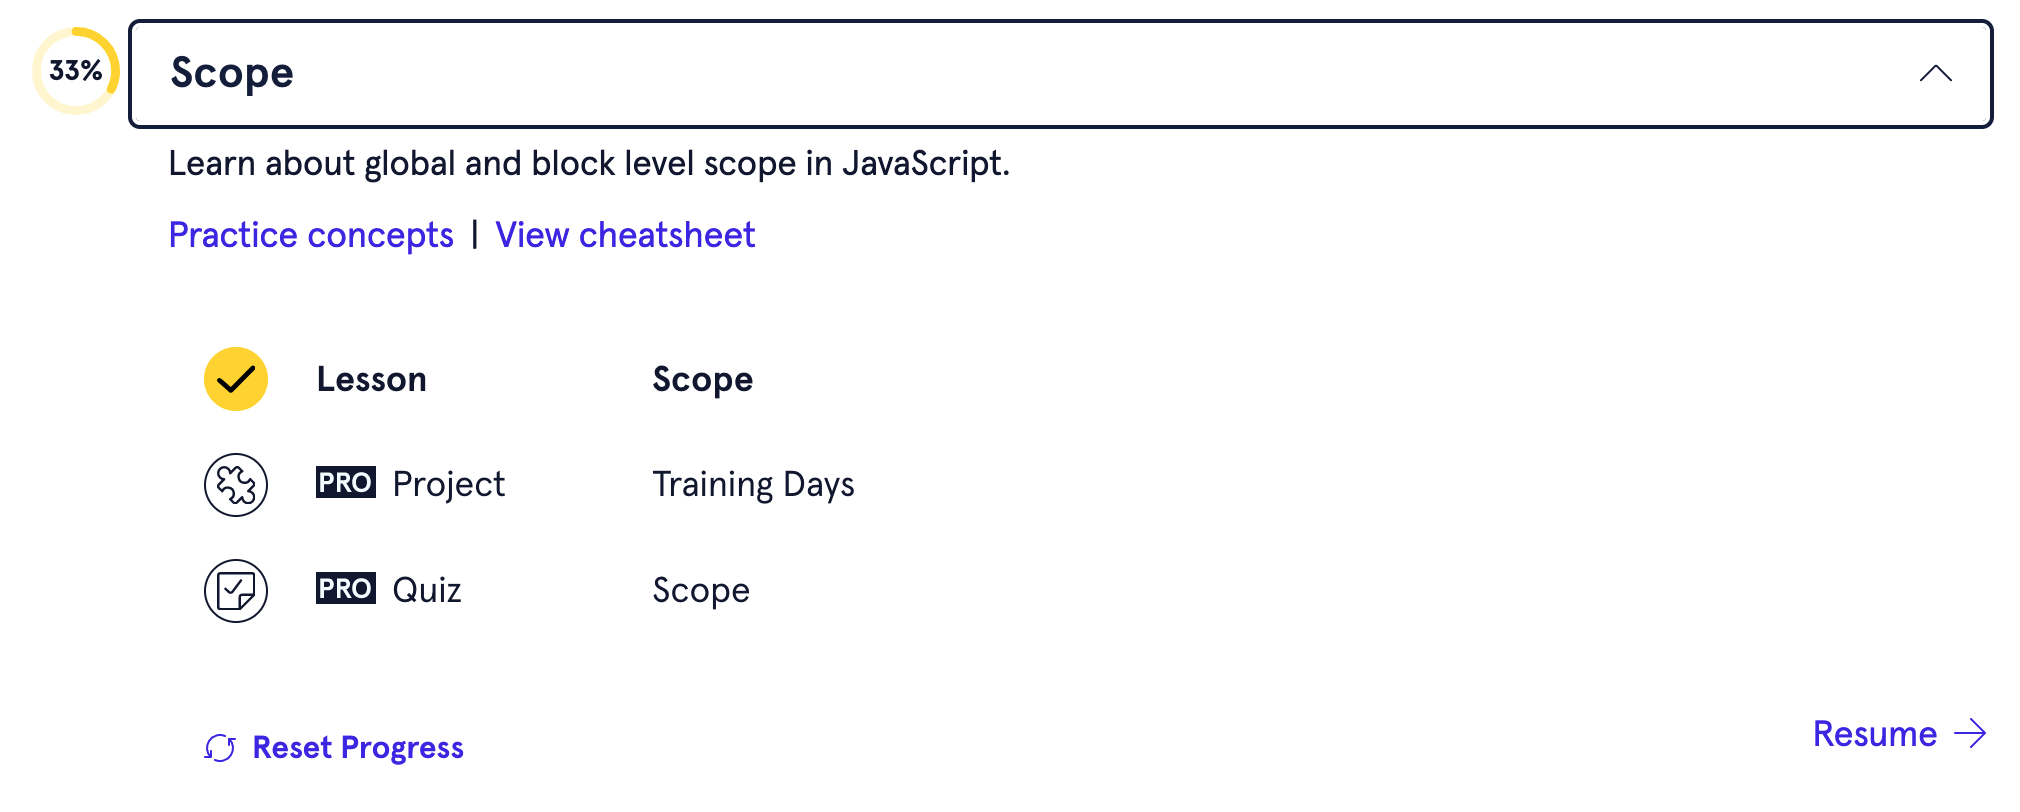 33% Scope
Learn about global and block level scope in JavaScript.
Practice concepts | View cheatsheet
Lesson Scope
PRO Project Training Days
PRO Quiz Scope
Reset Progress
Resume